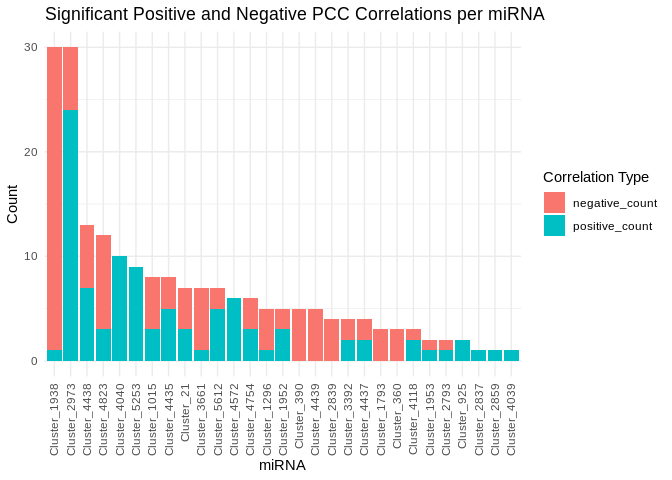 Significant Positive and Negative PCC Correlations per miRNA
Count
30
20
10
0
Cluster_1938
Cluster_2973
Cluster_4438
Cluster_4823
Cluster_4040
Cluster_5253
Cluster_1015
Cluster_4435
Cluster_21
Cluster_3661
Cluster_5612
Cluster_4572
Cluster_4754
Cluster_1296
Cluster_1952
Cluster_390
Cluster_4439
Cluster_2839
Cluster_3392
Cluster_4437
Cluster_1793
Cluster_360
Cluster_4118
Cluster_1953
Cluster_2793
Cluster_925
Cluster_2837
Cluster_2859
Cluster_4039
miRNA
Correlation Type
negative_count
positive_count